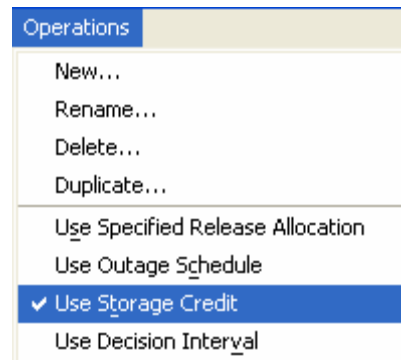 Operations
New...
Rename...
Delete...
Duplicate...
Use Specified Release Allocation
Use Outage Schedule
✔ Use Storage Credit
Use Decision Interval